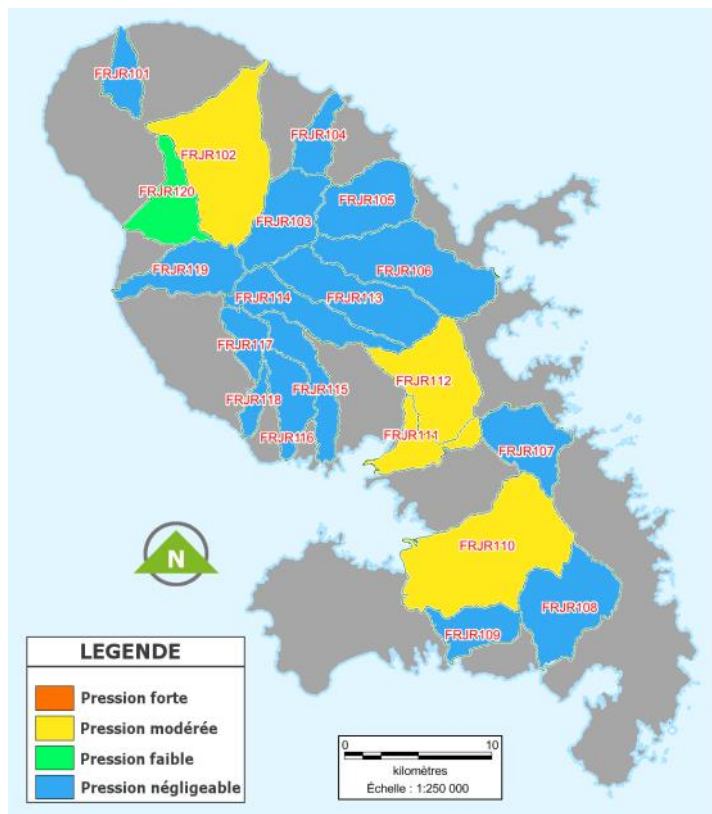 FRJR101
FRJR102
FRJR104
FRJR120
FRJR105
FRJR103
FRJR119
FRJR106
FRJR114
FRJR113
FRJR117
FRJR112
FRJR118
FRJR115
FRJR116
FRJR111
FRJR107
FRJR110
FRJR108
FRJR109
N
LEGENDE
Pression forte
Pression modérée
Pression faible
Pression négligeable
0 10
kilomètres
Échelle : 1:250 000